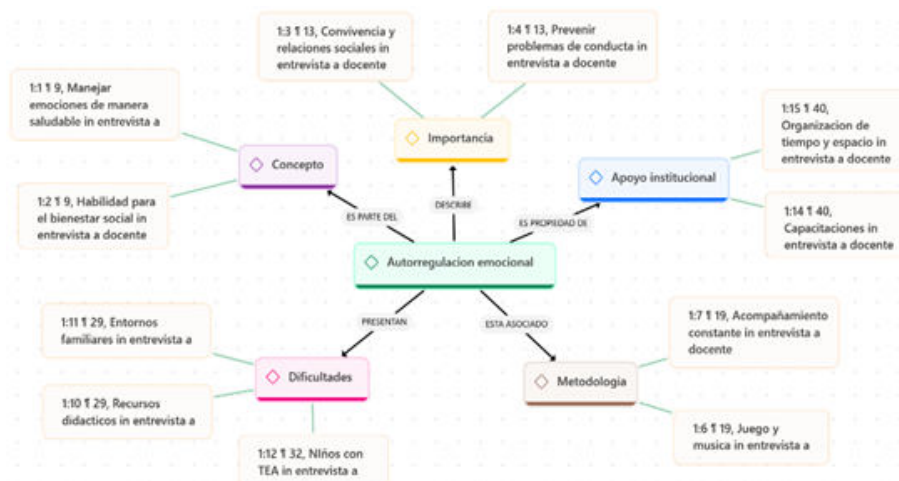 1:3 ¶ 13, Convivencia y
relaciones sociales in
entrevista a docente
1:4 ¶ 13, Prevenir
problemas de conducta in
entrevista a docente
1:1 ¶ 9, Manejar
emociones de manera
saludable in entrevista a
Importancia
1:15 ¶ 40,
Organizacion de
tiempo y espacio in
entrevista a docente
Concepto
Apoyo institucional
1:2 ¶ 9, Habilidad para
el bienestar social in
entrevista a docente
ES PARTE DEL
DESCRIBE
ES PROPIEDAD DE
1:14 ¶ 40,
Capacitaciones in
entrevista a docente
Autorregulacion emocional
1:11 ¶ 29, Entornos
familiares in entrevista a
PRESENTAN
ESTA ASOCIADO
1:7 ¶ 19, Acompañamiento
constante in entrevista a
docente
Dificultades
Metodologia
1:10 ¶ 29, Recursos
didacticos in entrevista a
1:6 ¶ 19, Juego y
musica in entrevista a
1:12 ¶ 32, NIños con
TEA in entrevista a